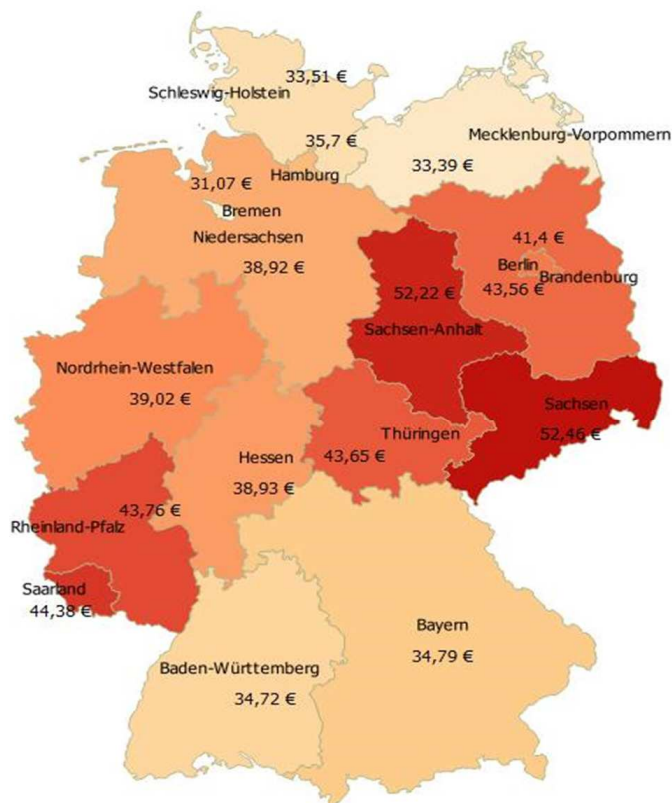 33,51 €
Schleswig-Holstein
35,7 €
Mecklenburg-Vorpommern
33,39 €
Hamburg
31,07 €
Bremen
Niedersachsen
38,92 €
41,4 €
Berlin
Brandenburg
43,56 €
52,22 €
Sachsen-Anhalt
Nordrhein-Westfalen
39,02 €
Sachsen
52,46 €
Thüringen
43,65 €
Hessen
38,93 €
43,76 €
Rheinland-Pfalz
Saarland
44,38 €
Bayern
34,79 €
Baden-Württemberg
34,72 €